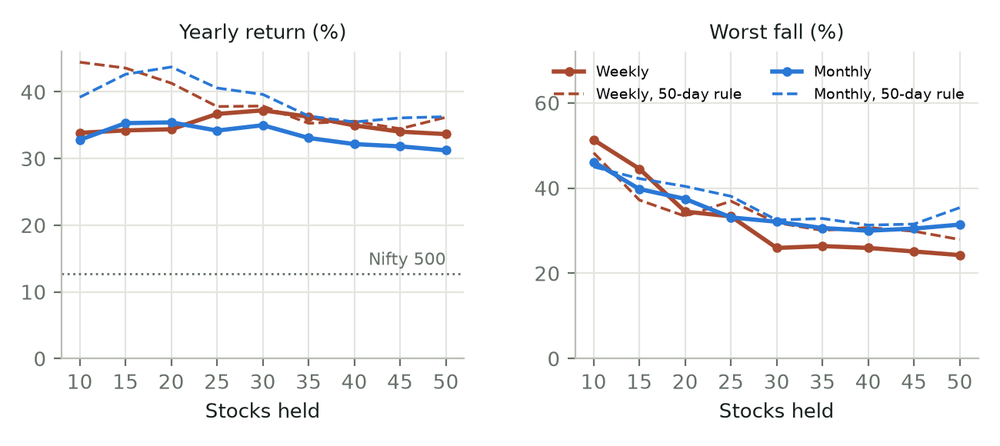 Yearly return (%)
40
30
20
10
0
Nifty 500
10 15 20 25 30 35 40 45 50
Stocks held
Worst fall (%)
Weekly
Weekly, 50-day rule
Monthly
Monthly, 50-day rule
60
40
20
0
10 15 20 25 30 35 40 45 50
Stocks held